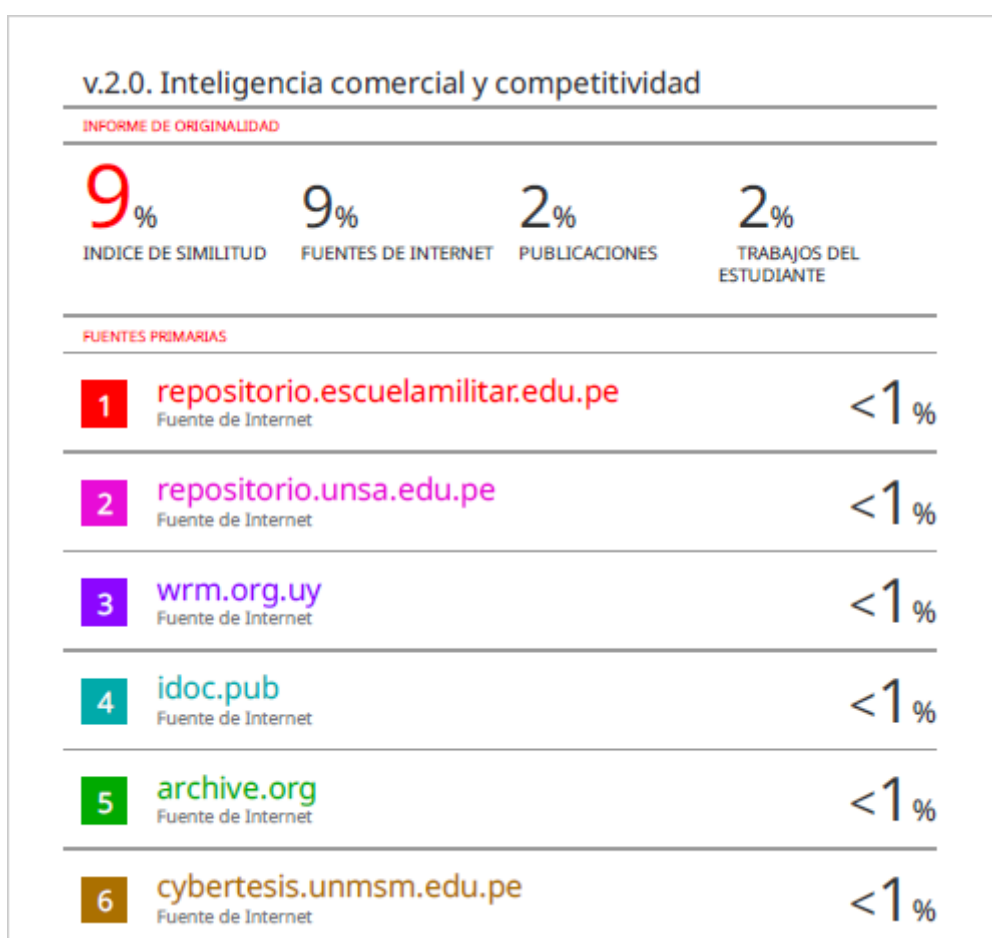 v.2.0. Inteligencia comercial y competitividad
INFORME DE ORIGINALIDAD
9% 9% 2% 2%
INDICE DE SIMILITUD FUENTES DE INTERNET PUBLICACIONES TRABAJOS DEL
ESTUDIANTE
FUENTES PRIMARIAS
1 repositorio.escuelamilitar.edu.pe <1%
Fuente de Internet
2 repositorio.unsa.edu.pe <1%
Fuente de Internet
3 wrm.org.uy <1%
Fuente de Internet
4 idoc.pub <1%
Fuente de Internet
5 archive.org <1%
Fuente de Internet
6 cybertesis.unmsm.edu.pe <1%
Fuente de Internet